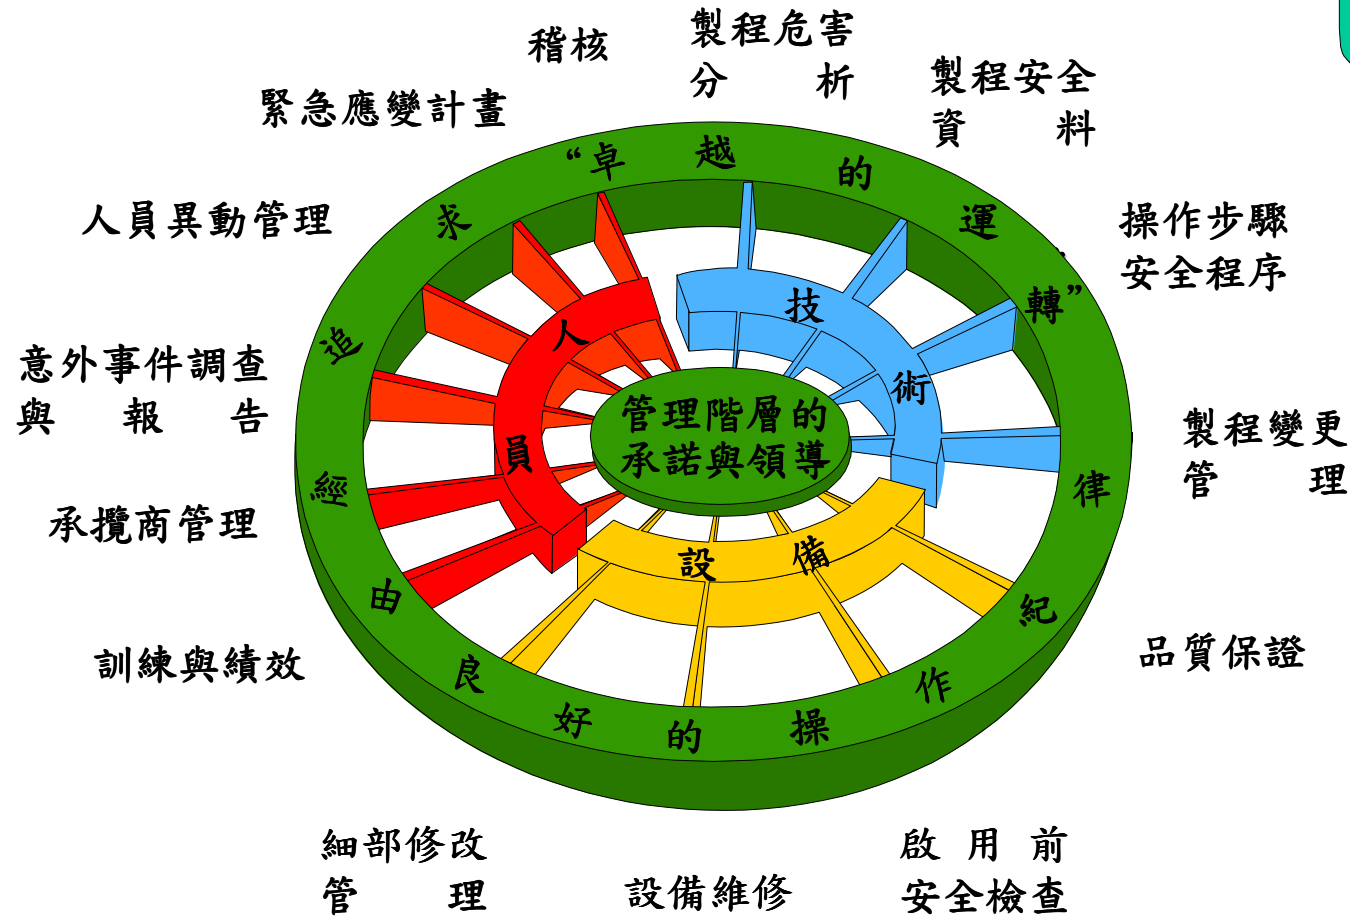 稽核
製程危害
分析
製程安全
資料
緊急應變計畫
人員異動管理
操作步驟
安全程序
意外事件調查
與報告
製程變更
管理
承攬商管理
訓練與績效
品質保證
細部修改
管理
設備維修
啟用前
安全檢查
經由良好的操作紀律
追求“卓越的運轉”
人員
技術
設備
管理階層的
承諾與領導